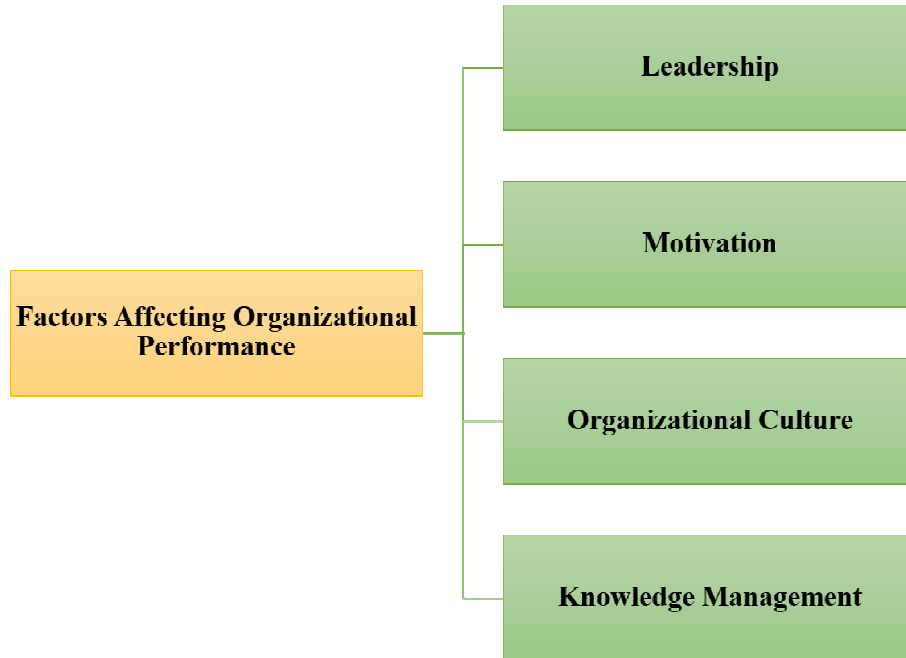 Leadership
Motivation
Factors Affecting Organizational
Performance
Organizational Culture
Knowledge Management